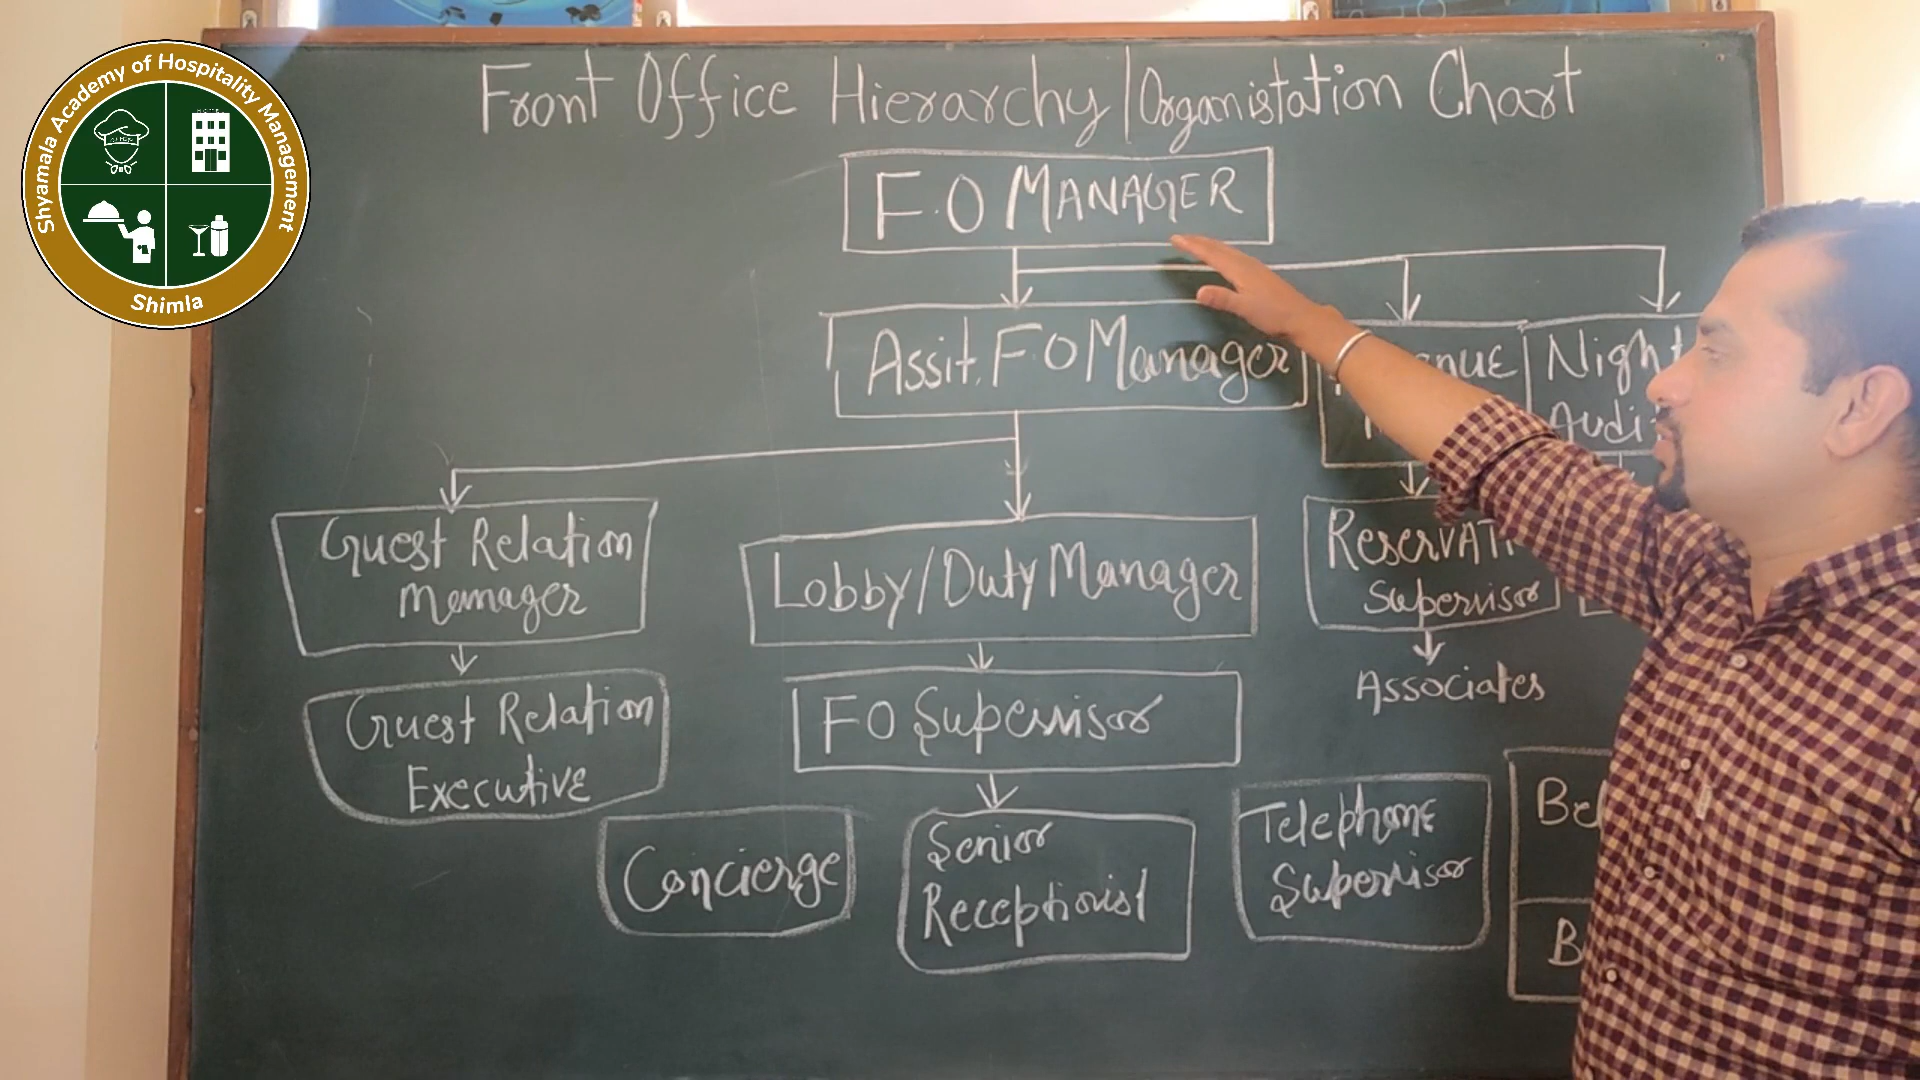 Shyamala Academy of Hospitality Management
Shimla
Front Office Hierarchy/Organistation Chart
F.O MANAGER
Assit. F.O Manager
Night
Guest Relation
Manager
Lobby/Duty Manager
Supervisor
Associates
Guest Relation
Executive
FO Supervisor
Concierge
Senior
Receptionist
Telephone
Supervisor